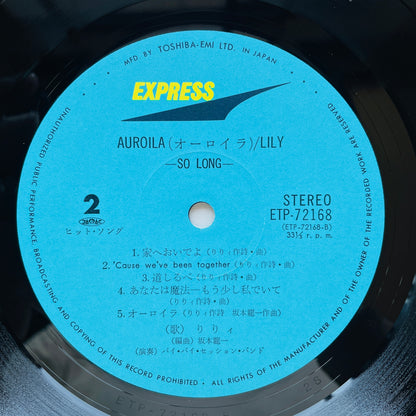 MFD. BY TOSHIBA-EMI LTD. IN JAPAN.
EXPRESS
AUROILA (オーロイラ)/LILY
—SO LONG—
2
ヒット・ソング
STEREO
ETP-72168
(ETP-72168-B)
33⅓ r. p. m.
1. 家へおいでよ (りりィ作詩・曲)
2. 'Cause we've been together (りりィ作詩・曲)
3. 道しるべ (りりィ作詩・曲)
4. あなたは魔法—もう少し私でいて
(りりィ作詩・曲)
5. オーロイラ (りりィ作詩、坂本龍一作曲)
(歌) りりィ
(編曲) 坂本龍一
(演奏) バイ・バイ・セッション・バンド
UNAUTHORIZED PUBLIC PERFORMANCE, BROADCASTING AND COPYING OF THIS RECORD PROHIBITED • ALL RIGHTS OF THE MANUFACTURER AND OF THE OWNER OF THE RECORDED WORK ARE RESERVED.